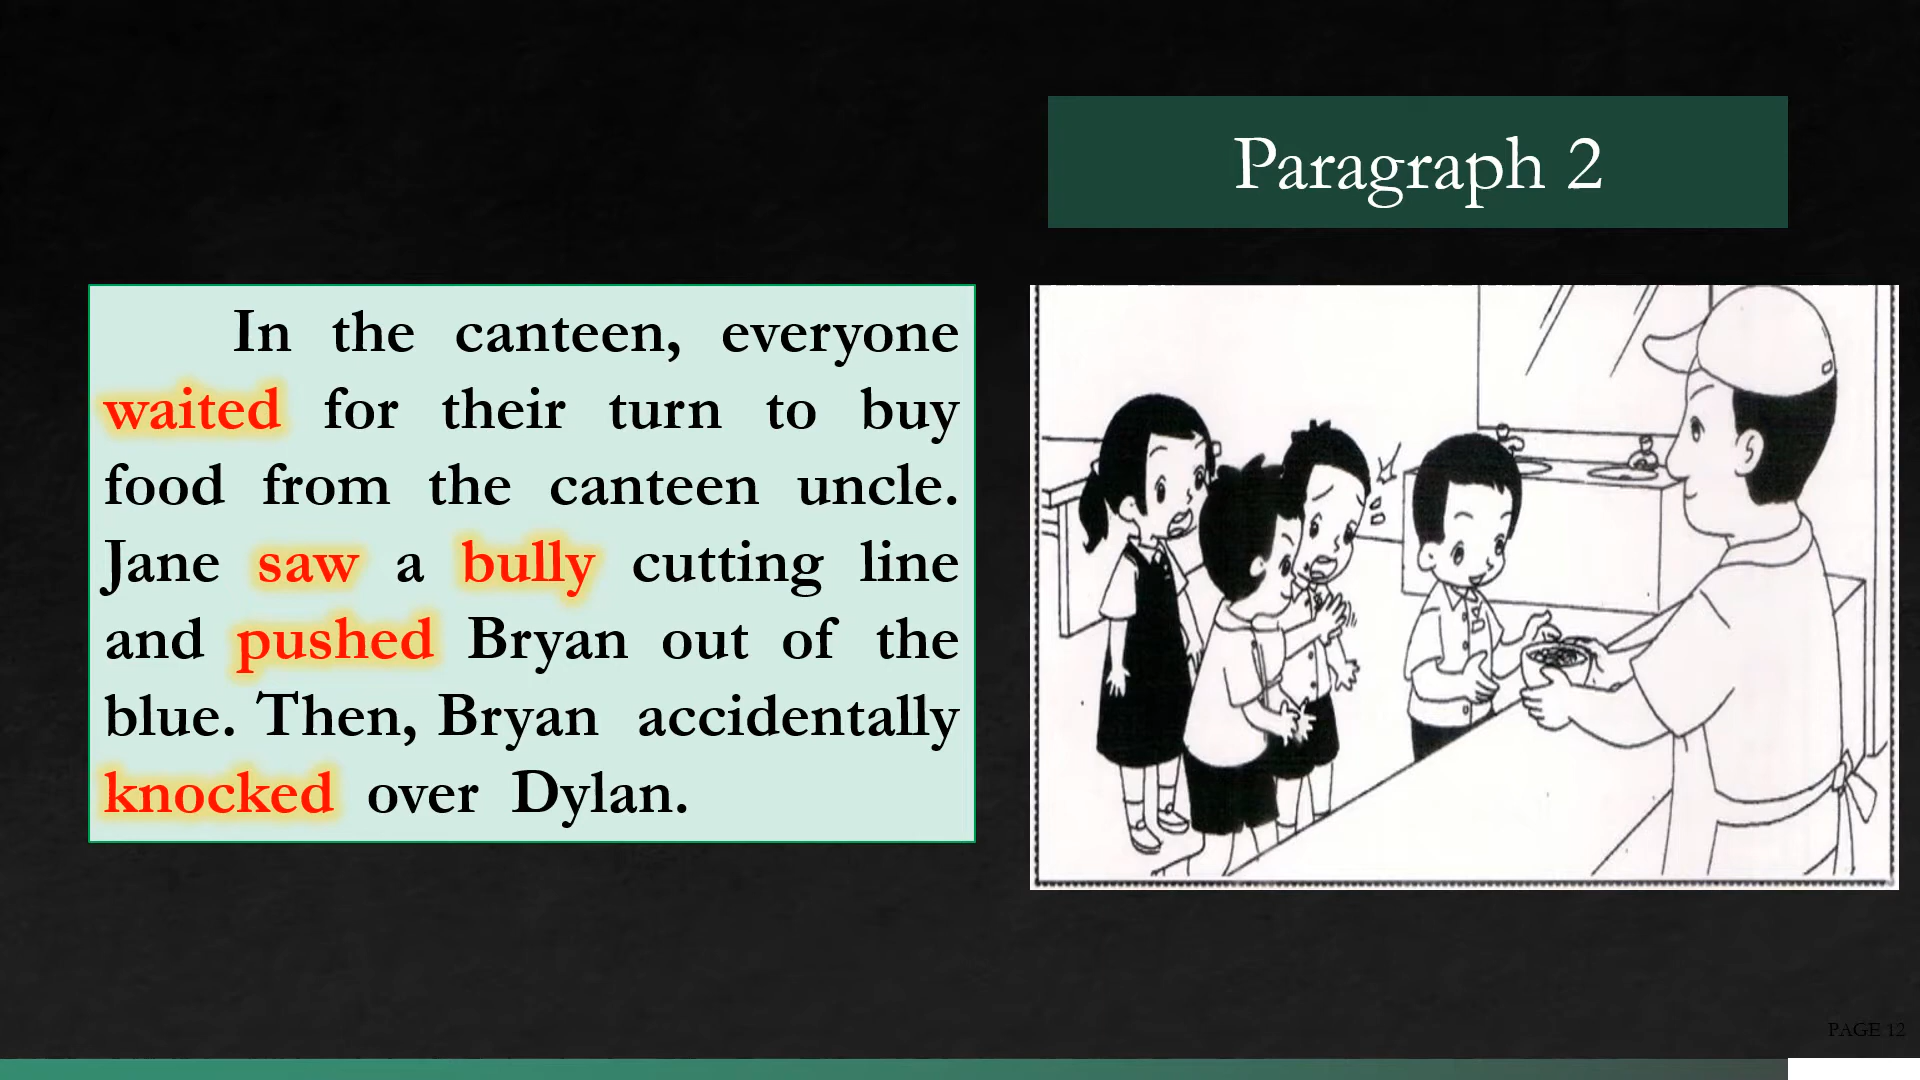 Paragraph 2
In the canteen, everyone
waited for their turn to buy
food from the canteen uncle.
Jane saw a bully cutting line
and pushed Bryan out of the
blue. Then, Bryan accidentally
knocked over Dylan.
PAGE 12